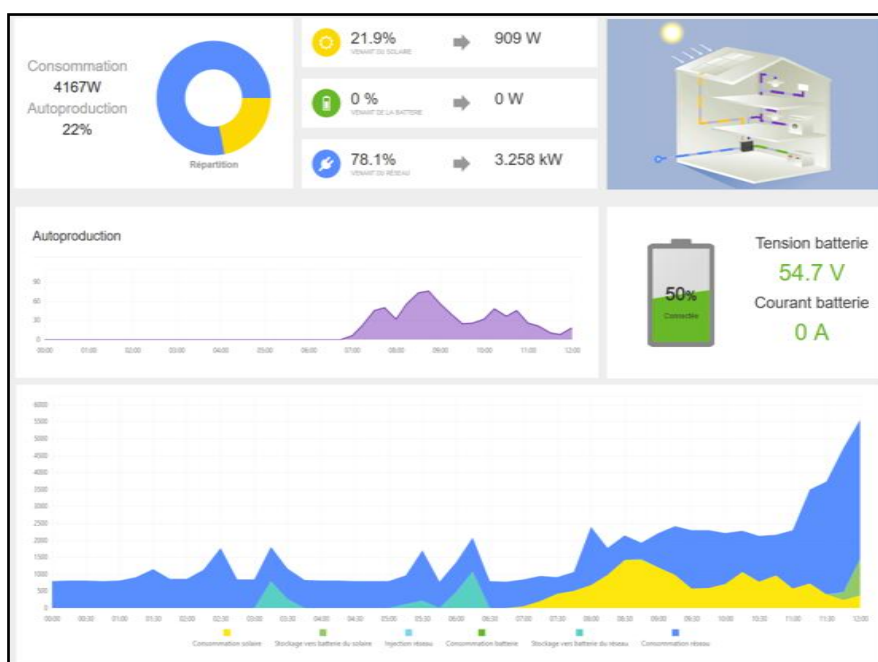 Consommation
4167W
Autoproduction
22%
Répartition
21.9%
VENANT DU SOLAIRE
909 W
0 %
VENANT DE LA BATTERIE
0 W
78.1%
VENANT DU RÉSEAU
3.258 kW
Autoproduction
90
60
30
0
00:00 01:00 02:00 03:00 04:00 05:00 06:00 07:00 08:00 09:00 10:00 11:00 12:00
50%
Connectée
Tension batterie
54.7 V
Courant batterie
0 A
6000
5500
5000
4500
4000
3500
3000
2500
2000
1500
1000
500
0
00:00 00:30 01:00 01:30 02:00 02:30 03:00 03:30 04:00 04:30 05:00 05:30 06:00 06:30 07:00 07:30 08:00 08:30 09:00 09:30 10:00 10:30 11:00 11:30 12:00
Consommation solaire Stockage vers batterie du solaire Injection réseau Consommation batterie Stockage vers batterie du réseau Consommation réseau